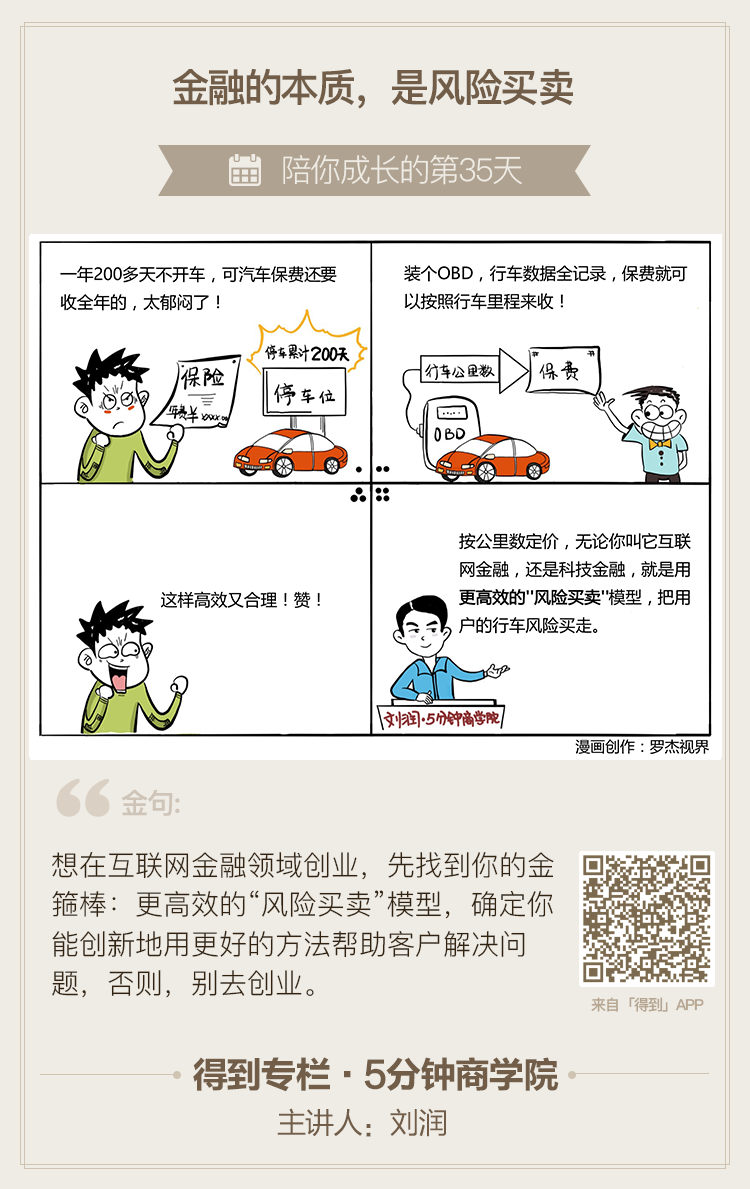 金融的本质，是风险买卖
陪你成长的第35天
一年200多天不开车，可汽车保费还要
收全年的，太郁闷了！
保险
年费￥XXXX.00
停车累计200天
停车位
装个OBD，行车数据全记录，保费就可
以按照行车里程来收！
行车公里数
保费
OBD
这样高效又合理！赞！
按公里数定价，无论你叫它互联
网金融，还是科技金融，就是用
更高效的"风险买卖"模型，把用
户的行车风险买走。
刘润·5分钟商学院
漫画创作：罗杰视界
金句:
想在互联网金融领域创业，先找到你的金
箍棒：更高效的“风险买卖”模型，确定你
能创新地用更好的方法帮助客户解决问
题，否则，别去创业。
来自「得到」APP
得到专栏·5分钟商学院
主讲人：刘润